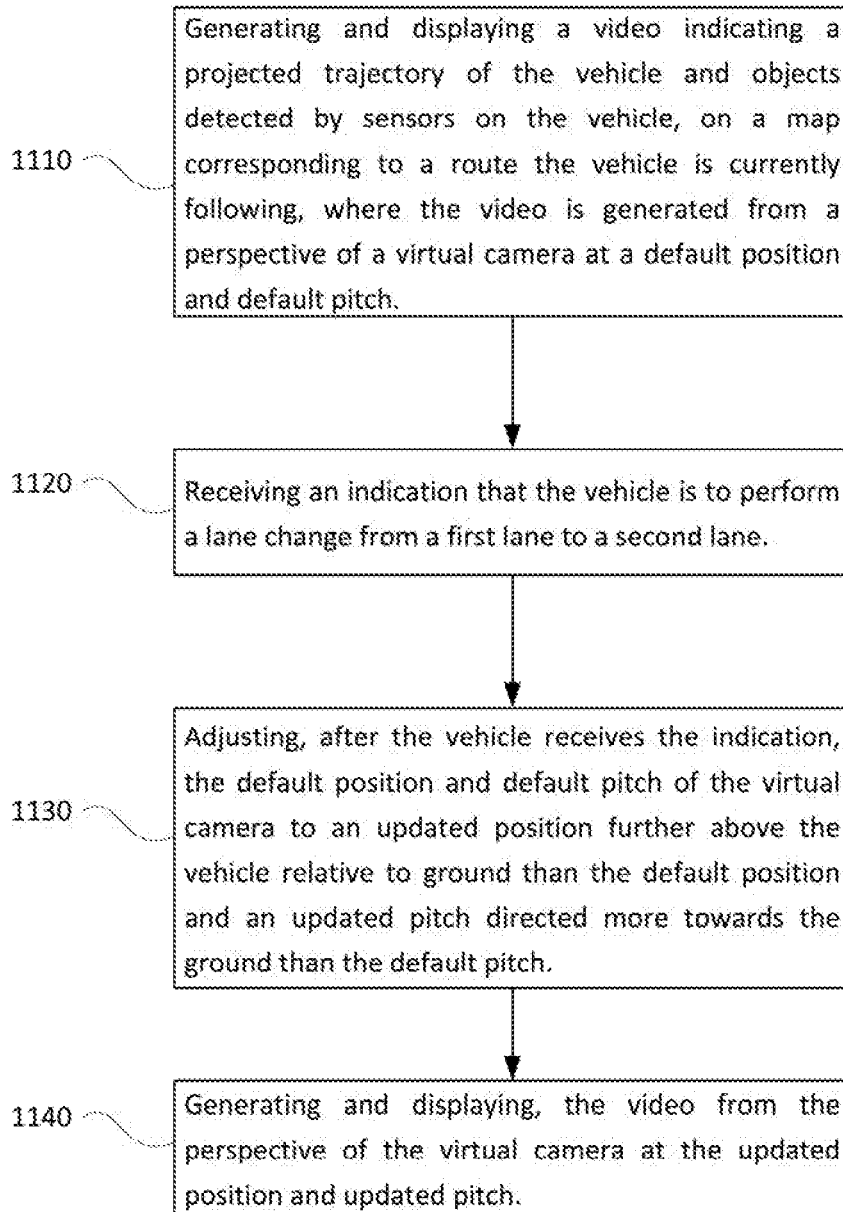 Generating and displaying a video indicating a
projected trajectory of the vehicle and objects
detected by sensors on the vehicle, on a map
1110
corresponding to a route the vehicle is currently
following, where the video is generated from a
perspective of a virtual camera at a default position
and default pitch.
1120
Receiving an indication that the vehicle is to perform
a lane change from a first lane to a second lane.
Adjusting, after the vehicle receives the indication,
the default position and default pitch of the virtual
1130
camera to an updated position further above the
vehicle relative to ground than the default position
and an updated pitch directed more towards the
ground than the default pitch.
1140
Generating and displaying, the video from the
perspective of the virtual camera at the updated
position and updated pitch.